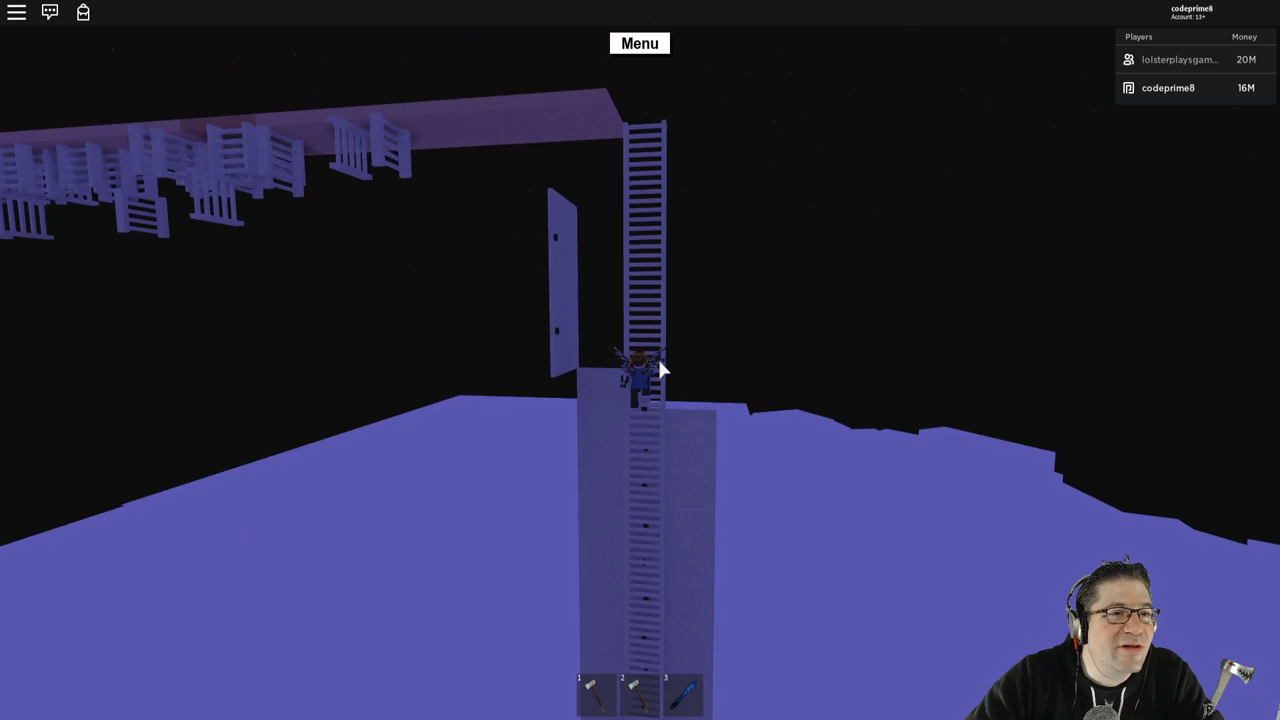 codeprime8
Account: 13+
Menu
Players Money
lolsterplaysgam... 20M
codeprime8 16M
1 2 3